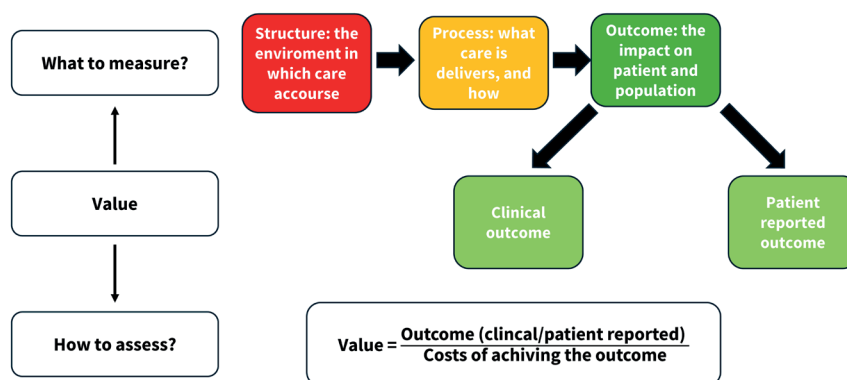 What to measure?
Structure: the
enviroment in
which care
accourse
Process: what
care is
delivers, and
how
Outcome: the
impact on
patient and
population
Value
Clinical
outcome
Patient
reported
outcome
How to assess?
Value = Outcome (clincal/patient reported)
Costs of achiving the outcome